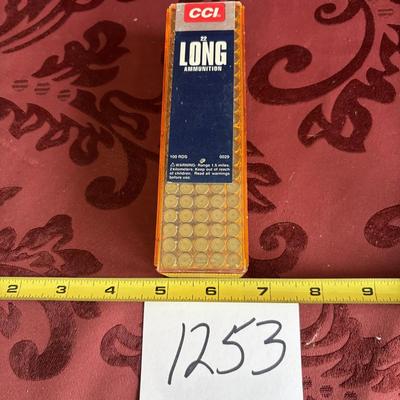 CCI
22
LONG
AMMUNITION
100 RDS 0029
⚠WARNING: Range 1.5 miles,
2 kilometers. Keep out of reach
of children. Read all warnings
before use.
1 2 3 4 5 6 7 8 9
1253